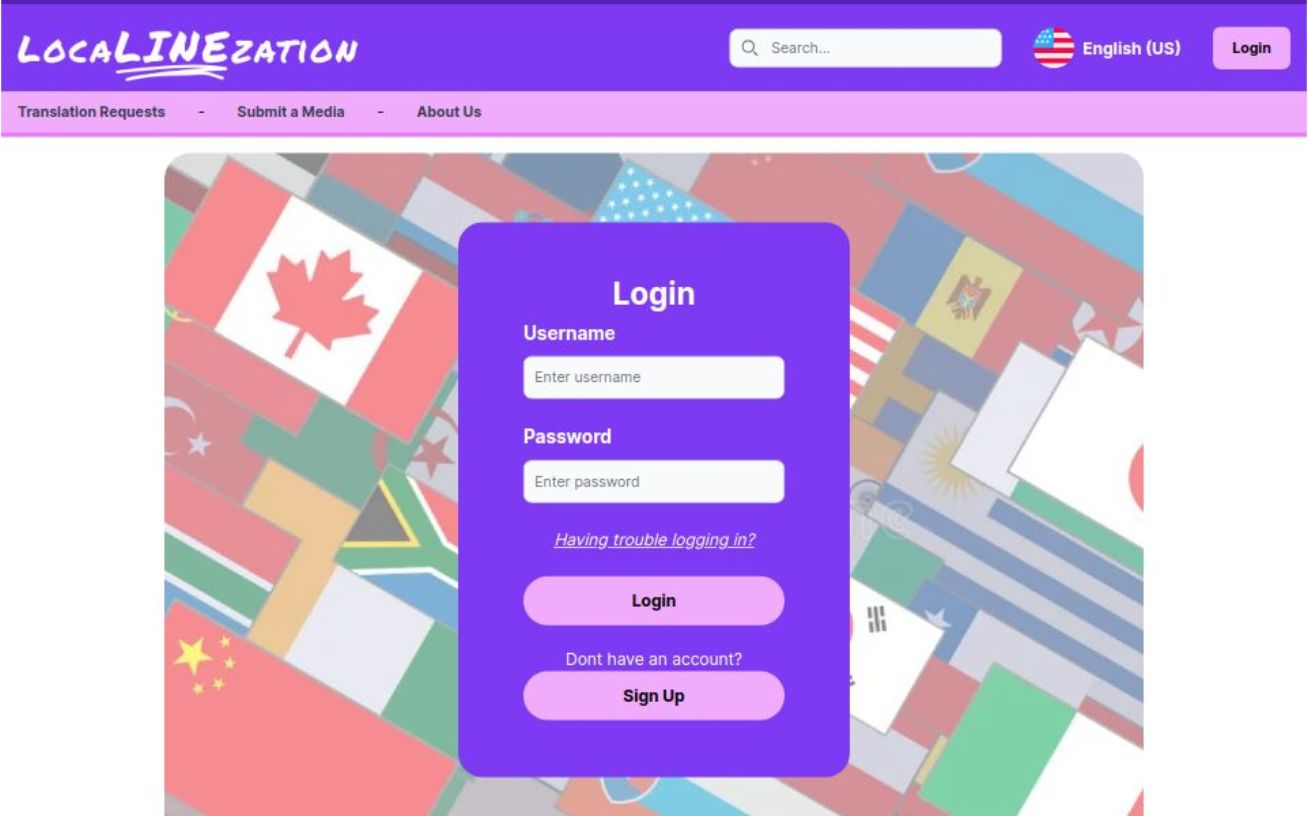 LOCALINEZATION
Search...
English (US)
Login
Translation Requests - Submit a Media - About Us
Login
Username
Enter username
Password
Enter password
Having trouble logging in?
Login
Dont have an account?
Sign Up